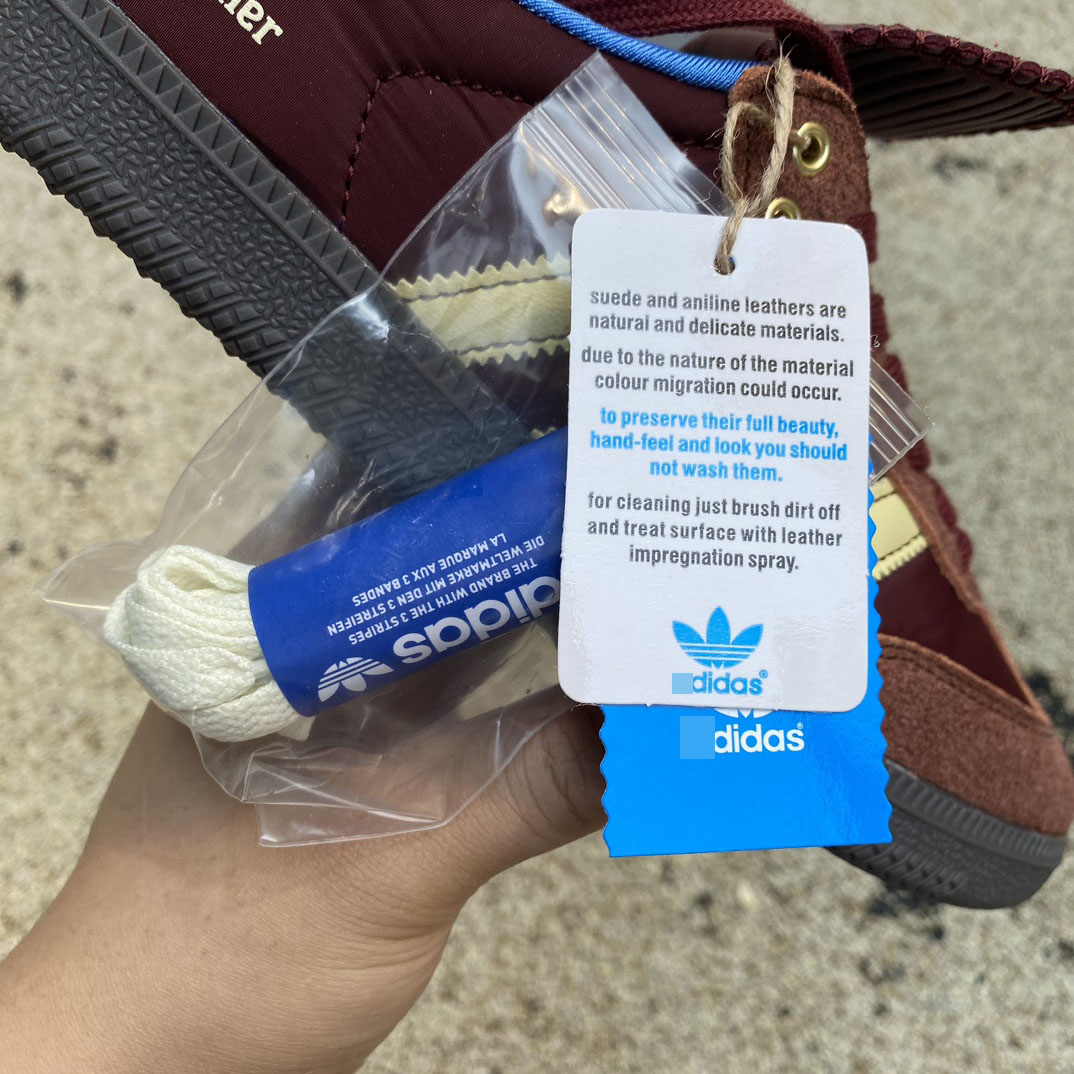 suede and aniline leathers are
natural and delicate materials.
due to the nature of the material
colour migration could occur.
to preserve their full beauty,
hand-feel and look you should
not wash them.
for cleaning just brush dirt off
and treat surface with leather
impregnation spray.
didas®
didas®
adidas
THE BRAND WITH THE 3 STRIPES
DIE WELTMARKE MIT DEN 3 STREIFEN
LA MARQUE AUX 3 BANDES